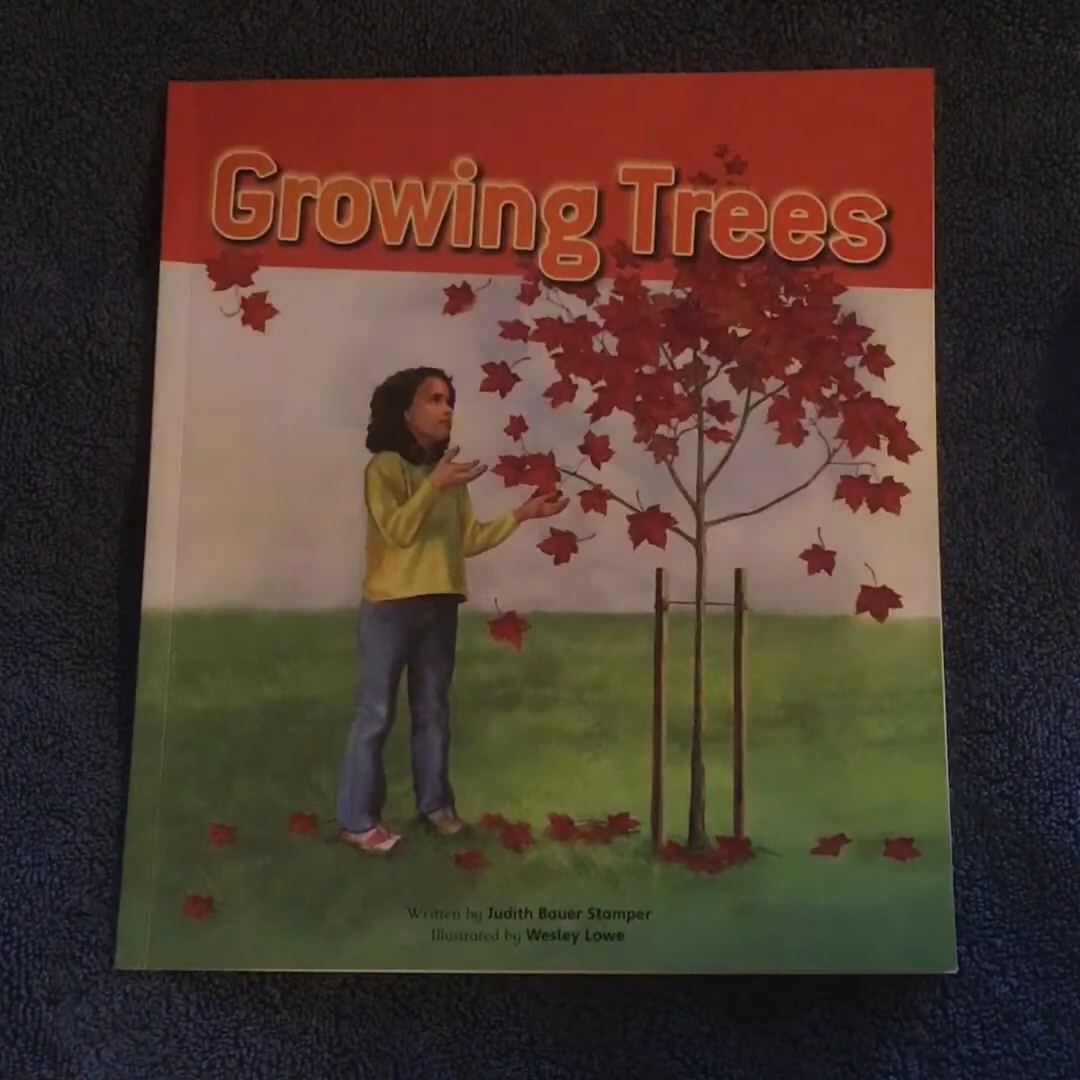 Growing Trees
Written by Judith Bauer Stamper
Illustrated by Wesley Lowe